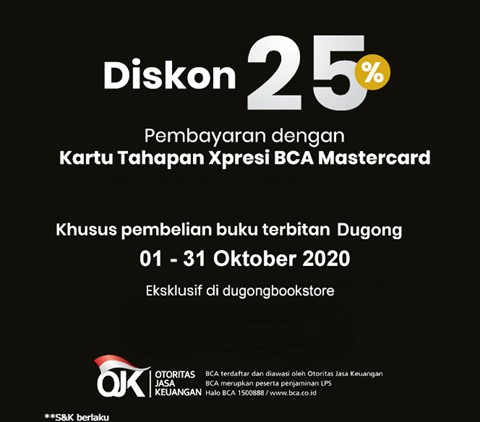 Diskon 25%
Pembayaran dengan
Kartu Tahapan Xpresi BCA Mastercard
Khusus pembelian buku terbitan Dugong
01 - 31 Oktober 2020
Eksklusif di dugongbookstore
OJK
OTORITAS
JASA
KEUANGAN
BCA terdaftar dan diawasi oleh Otoritas Jasa Keuangan
BCA merupkan peserta penjaminan LPS
Halo BCA 1500888 / www.bca.co.id
**S&K berlaku